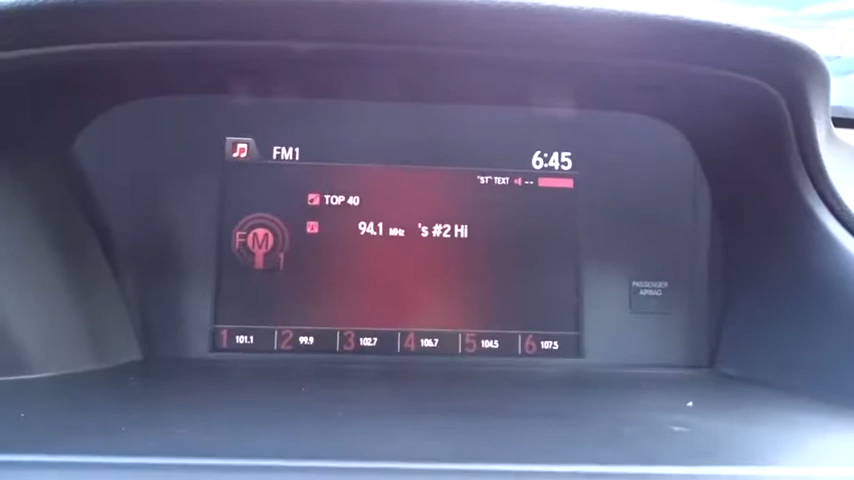 FM1
6:45
"ST" TEXT --
TOP 40
FM 1
94.1 MHz 's #2 Hi
PASSENGER
AIRBAG
1 101.1 2 99.9 3 102.7 4 106.7 5 104.5 6 107.5